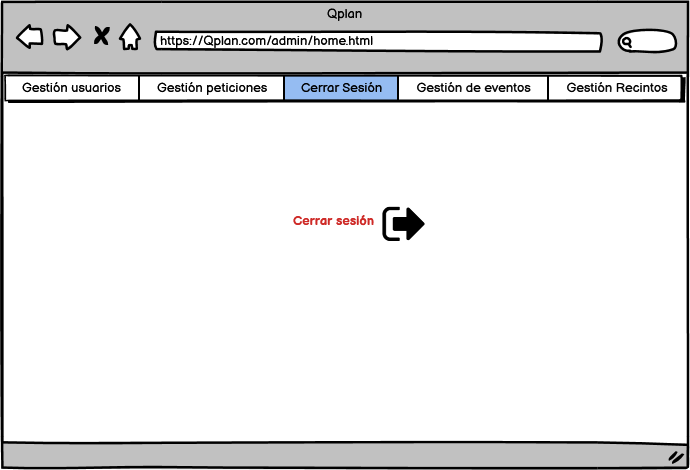 Qplan
https://Qplan.com/admin/home.html
Gestión usuarios Gestión peticiones Cerrar Sesión Gestión de eventos Gestión Recintos
Cerrar sesión